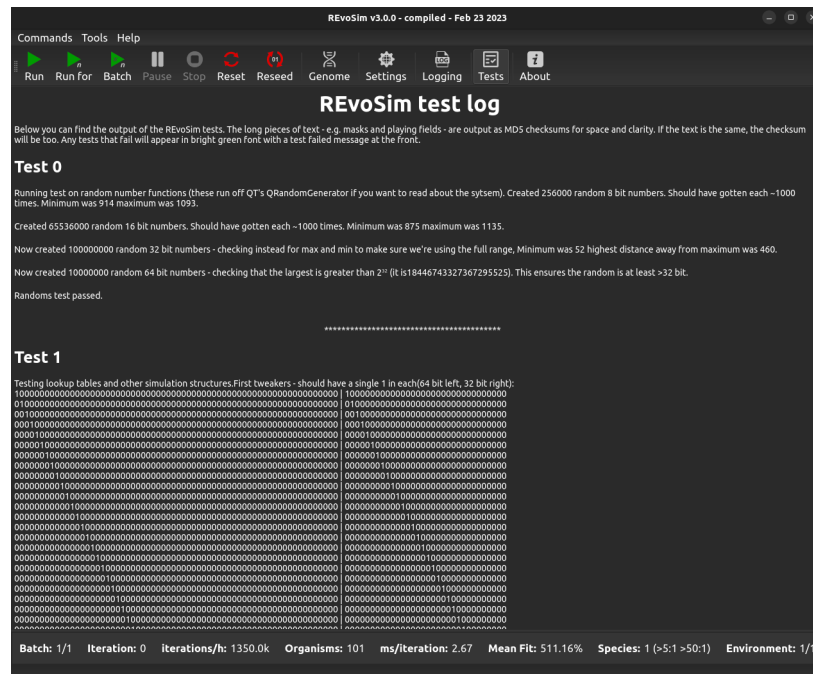 REvoSim v3.0.0 - compiled - Feb 23 2023
Commands Tools Help
Run Run for Batch Pause Stop Reset Reseed Genome Settings Logging Tests About
REvoSim test log
Below you can find the output of the REvoSim tests. The long pieces of text - e.g. masks and playing fields - are output as MD5 checksums for space and clarity. If the text is the same, the checksum
will be too. Any tests that fail will appear in bright green font with a test failed message at the front.
Test 0
Running test on random number functions (these run off QT's QRandomGenerator if you want to read about the sytsem). Created 256000 random 8 bit numbers. Should have gotten each ~1000
times. Minimum was 914 maximum was 1093.
Created 65536000 random 16 bit numbers. Should have gotten each ~1000 times. Minimum was 875 maximum was 1135.
Now created 100000000 random 32 bit numbers - checking instead for max and min to make sure we're using the full range, Minimum was 52 highest distance away from maximum was 460.
Now created 10000000 random 64 bit numbers - checking that the largest is greater than 2³² (it is18446743327367295525). This ensures the random is at least >32 bit.
Randoms test passed.
*****************************************
Test 1
Testing lookup tables and other simulation structures.First tweakers - should have a single 1 in each(64 bit left, 32 bit right):
1000000000000000000000000000000000000000000000000000000000000000 | 10000000000000000000000000000000
0100000000000000000000000000000000000000000000000000000000000000 | 01000000000000000000000000000000
0010000000000000000000000000000000000000000000000000000000000000 | 00100000000000000000000000000000
0001000000000000000000000000000000000000000000000000000000000000 | 00010000000000000000000000000000
0000100000000000000000000000000000000000000000000000000000000000 | 00001000000000000000000000000000
0000010000000000000000000000000000000000000000000000000000000000 | 00000100000000000000000000000000
0000001000000000000000000000000000000000000000000000000000000000 | 00000010000000000000000000000000
0000000100000000000000000000000000000000000000000000000000000000 | 00000001000000000000000000000000
0000000010000000000000000000000000000000000000000000000000000000 | 00000000100000000000000000000000
0000000001000000000000000000000000000000000000000000000000000000 | 00000000010000000000000000000000
0000000000100000000000000000000000000000000000000000000000000000 | 00000000001000000000000000000000
0000000000010000000000000000000000000000000000000000000000000000 | 00000000000100000000000000000000
0000000000001000000000000000000000000000000000000000000000000000 | 00000000000010000000000000000000
0000000000000100000000000000000000000000000000000000000000000000 | 00000000000001000000000000000000
0000000000000010000000000000000000000000000000000000000000000000 | 00000000000000100000000000000000
0000000000000001000000000000000000000000000000000000000000000000 | 00000000000000010000000000000000
0000000000000000100000000000000000000000000000000000000000000000 | 00000000000000001000000000000000
0000000000000000010000000000000000000000000000000000000000000000 | 00000000000000000100000000000000
0000000000000000001000000000000000000000000000000000000000000000 | 00000000000000000010000000000000
0000000000000000000100000000000000000000000000000000000000000000 | 00000000000000000001000000000000
0000000000000000000010000000000000000000000000000000000000000000 | 00000000000000000000100000000000
0000000000000000000001000000000000000000000000000000000000000000 | 00000000000000000000010000000000
0000000000000000000000100000000000000000000000000000000000000000 | 00000000000000000000001000000000
Batch: 1/1 Iteration: 0 iterations/h: 1350.0k Organisms: 101 ms/iteration: 2.67 Mean Fit: 511.16% Species: 1 (>5:1 >50:1) Environment: 1/1